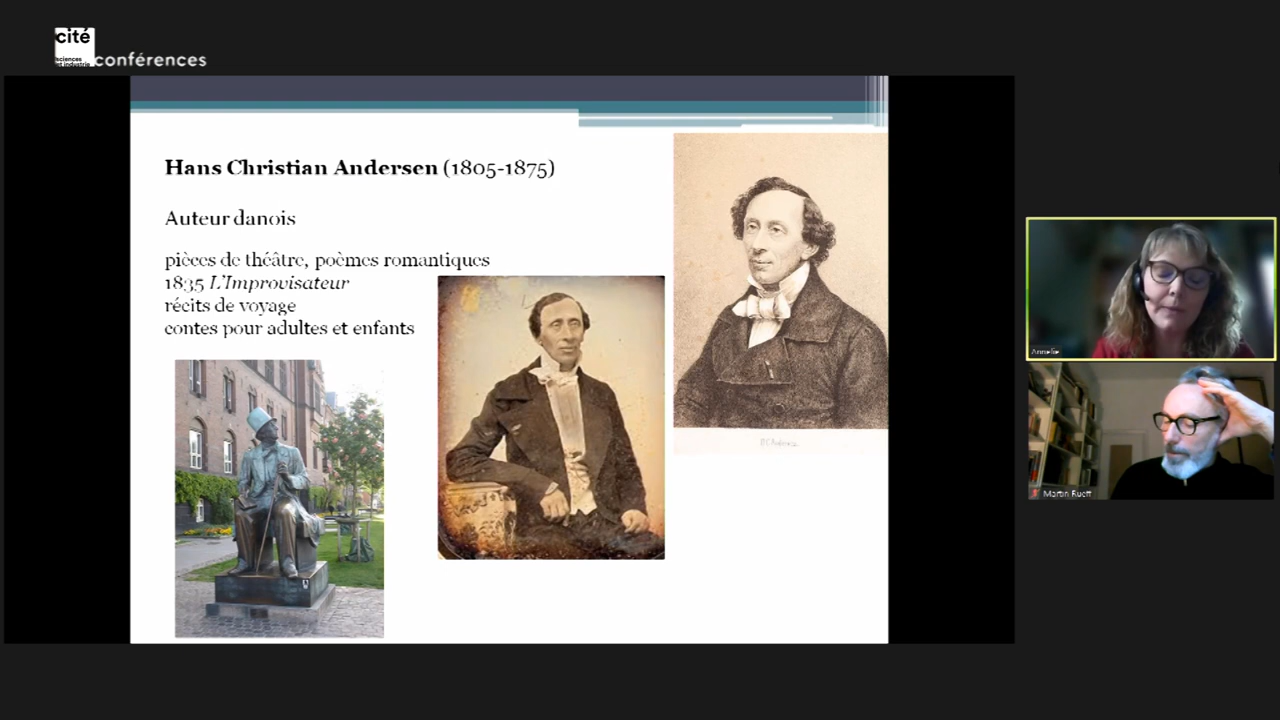 cité
sciences
et industrie
conférences
Hans Christian Andersen (1805-1875)
Auteur danois
pièces de théâtre, poèmes romantiques
1835 L'Improvisateur
récits de voyage
contes pour adultes et enfants
Annelie
Martin Rueff